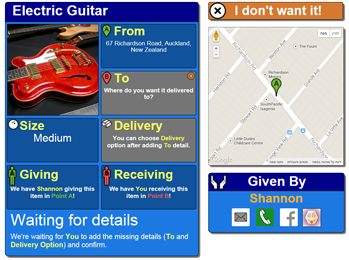 Electric Guitar
From
67 Richardson Road, Auckland,
New Zealand
To
Where do you want it delivered
to?
Size
Medium
Delivery
You can choose Delivery
option after adding To detail.
Giving
We have Shannon giving this
item in Point A!
Receiving
We have You receiving this
item in Point B!
Waiting for details
We're waiting for You to add the missing details (To and
Delivery Option) and confirm.
I don't want it!
The Fount
Richardson
A
SouthPacific
Little Guides
Childcare Centre
Given By
Shannon